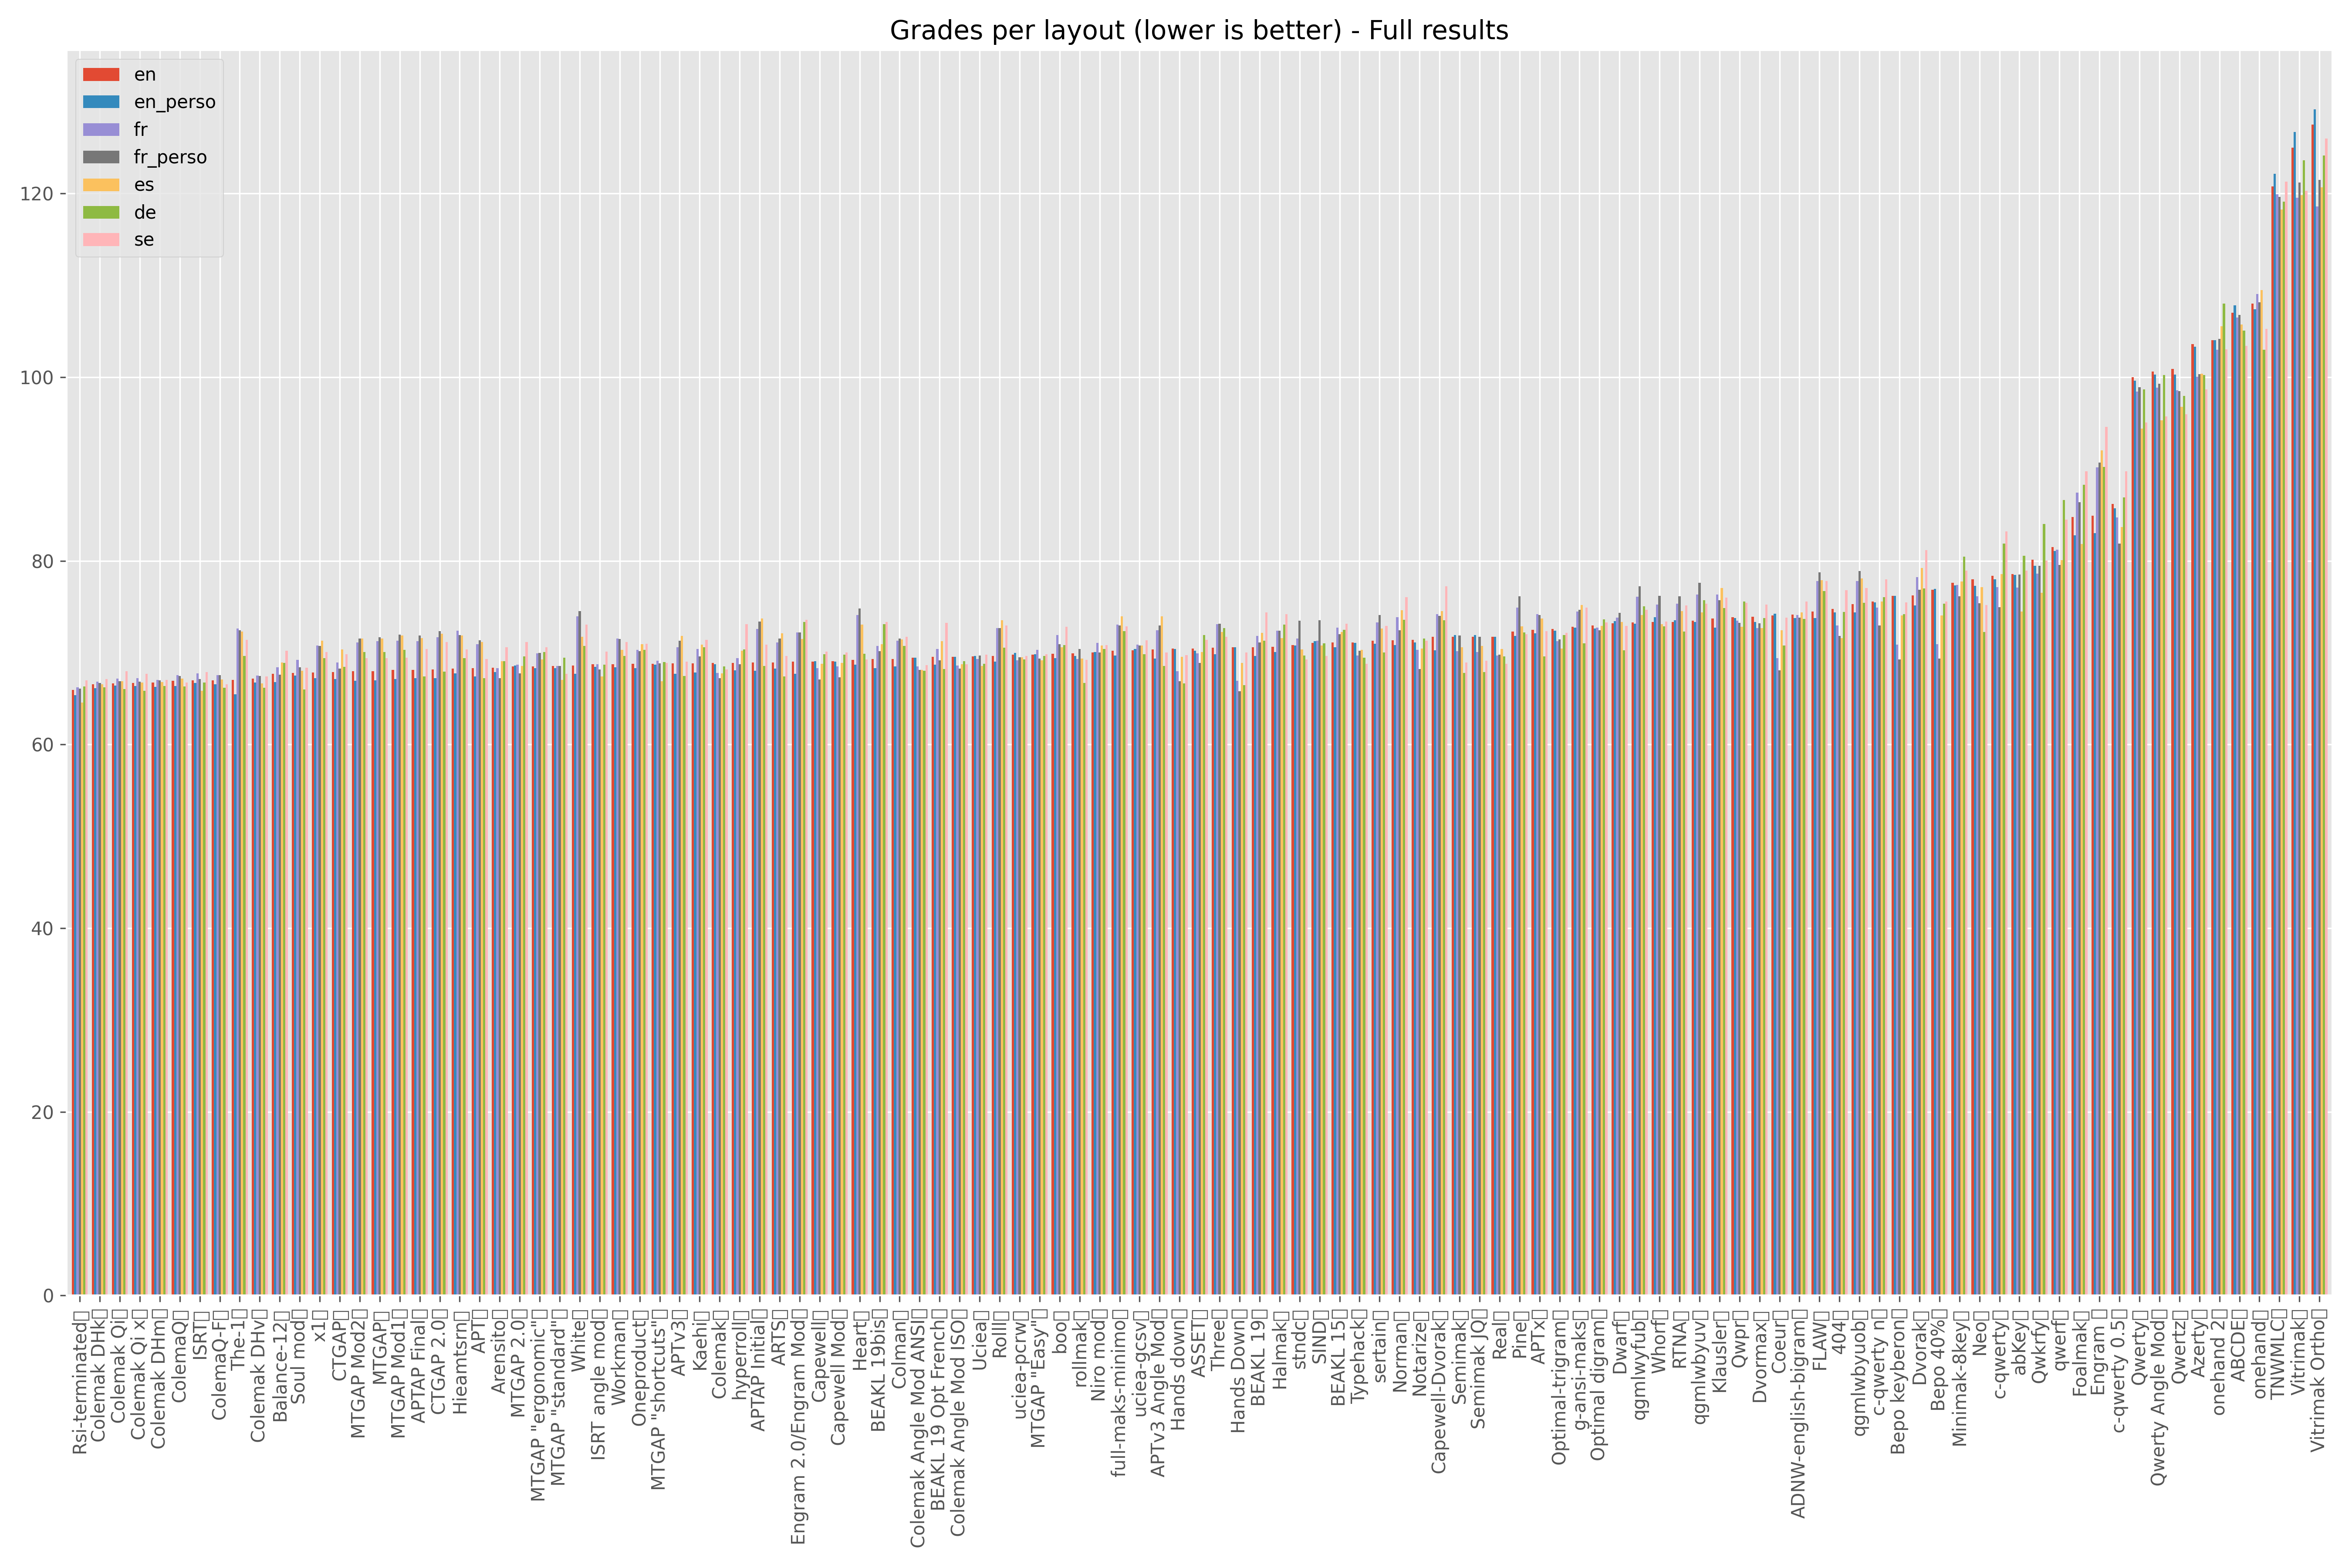 Grades per layout (lower is better) - Full results
en
en_perso
fr
fr_perso
es
de
se
120
100
80
60
40
20
0
Rsi-terminated
Colemak DHk
Colemak Qi
Colemak Qi x
Colemak DHm
ColemaQ
ISRT
ColemaQ-F
The-1
Colemak DHv
Balance-12
Soul mod
x1
CTGAP
MTGAP Mod2
MTGAP
MTGAP Mod1
APTAP Final
CTGAP 2.0
Hieamtsrn
APT
Arensito
MTGAP 2.0
MTGAP "ergonomic"
MTGAP "standard"
White
ISRT angle mod
Workman
Oneproduct
MTGAP "shortcuts"
APTv3
Kaehi
Colemak
hyperroll
APTAP Initial
ARTS
Engram 2.0/Engram Mod
Capewell
Capewell Mod
Heart
BEAKL 19bis
Colman
Colemak Angle Mod ANSI
BEAKL 19 Opt French
Colemak Angle Mod ISO
Uciea
Rolll
uciea-pcrw
MTGAP "Easy"
boo
rollmak
Niro mod
full-maks-minimo
uciea-gcsv
APTv3 Angle Mod
Hands down
ASSET
Three
Hands Down
BEAKL 19
Halmak
stndc
SIND
BEAKL 15
Typehack
sertain
Norman
Notarize
Capewell-Dvorak
Semimak
Semimak JQ
Real
Pine
APTx
Optimal-trigram
g-ansi-maks
Optimal digram
Dwarf
qgmlwyfub
Whorf
RTNA
qgmlwbyuv
Klausler
Qwpr
Dvormax
Coeur
ADNW-english-bigram
FLAW
404
qgmlwbyuob
c-qwerty n
Bepo keyberon
Dvorak
Bepo 40%
Minimak-8key
Neo
c-qwerty
abKey
Qwkrfy
qwerf
Foalmak
Engram
c-qwerty 0.5
Qwerty
Qwerty Angle Mod
Qwertz
Azerty
onehand 2
ABCDE
onehand
TNWMLC
Vitrimak
Vitrimak Ortho